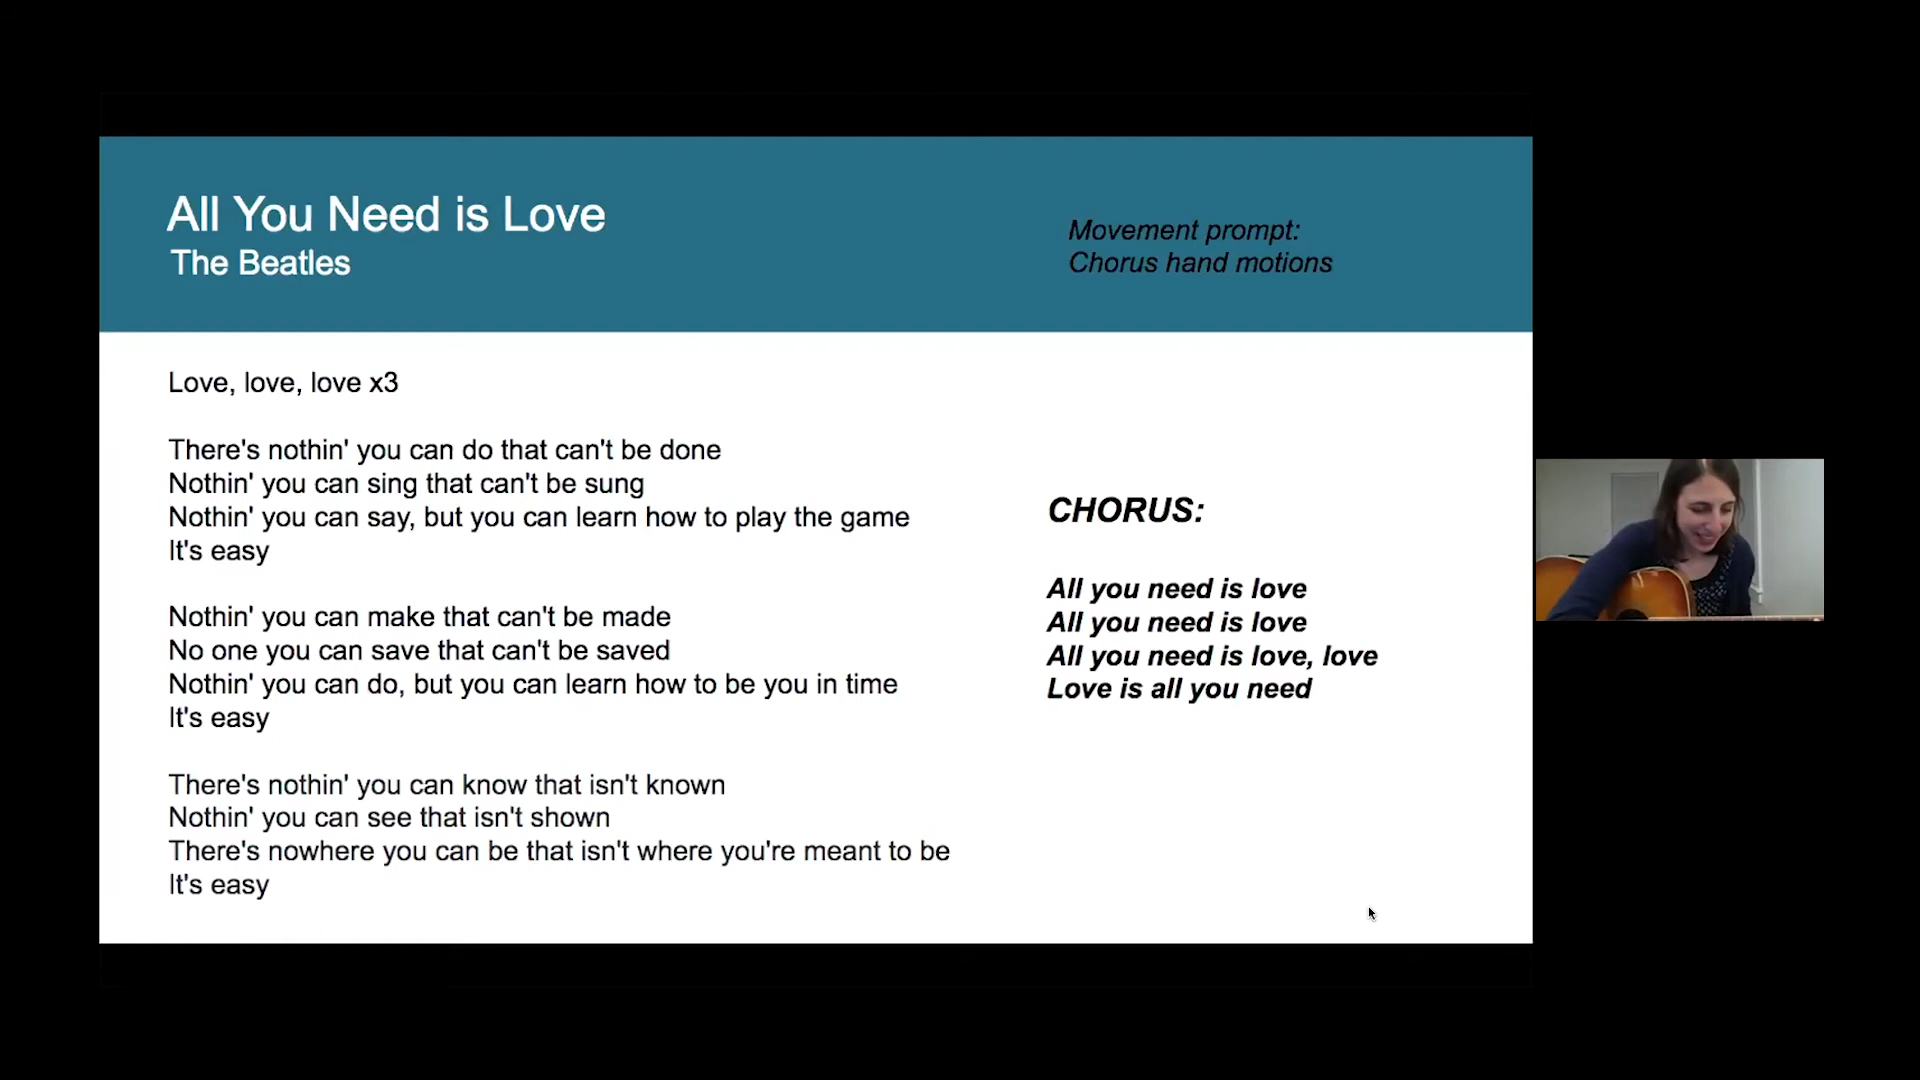 All You Need is Love
The Beatles
Movement prompt:
Chorus hand motions
Love, love, love x3
There's nothin' you can do that can't be done
Nothin' you can sing that can't be sung
Nothin' you can say, but you can learn how to play the game
It's easy
Nothin' you can make that can't be made
No one you can save that can't be saved
Nothin' you can do, but you can learn how to be you in time
It's easy
There's nothin' you can know that isn't known
Nothin' you can see that isn't shown
There's nowhere you can be that isn't where you're meant to be
It's easy
CHORUS:
All you need is love
All you need is love
All you need is love, love
Love is all you need